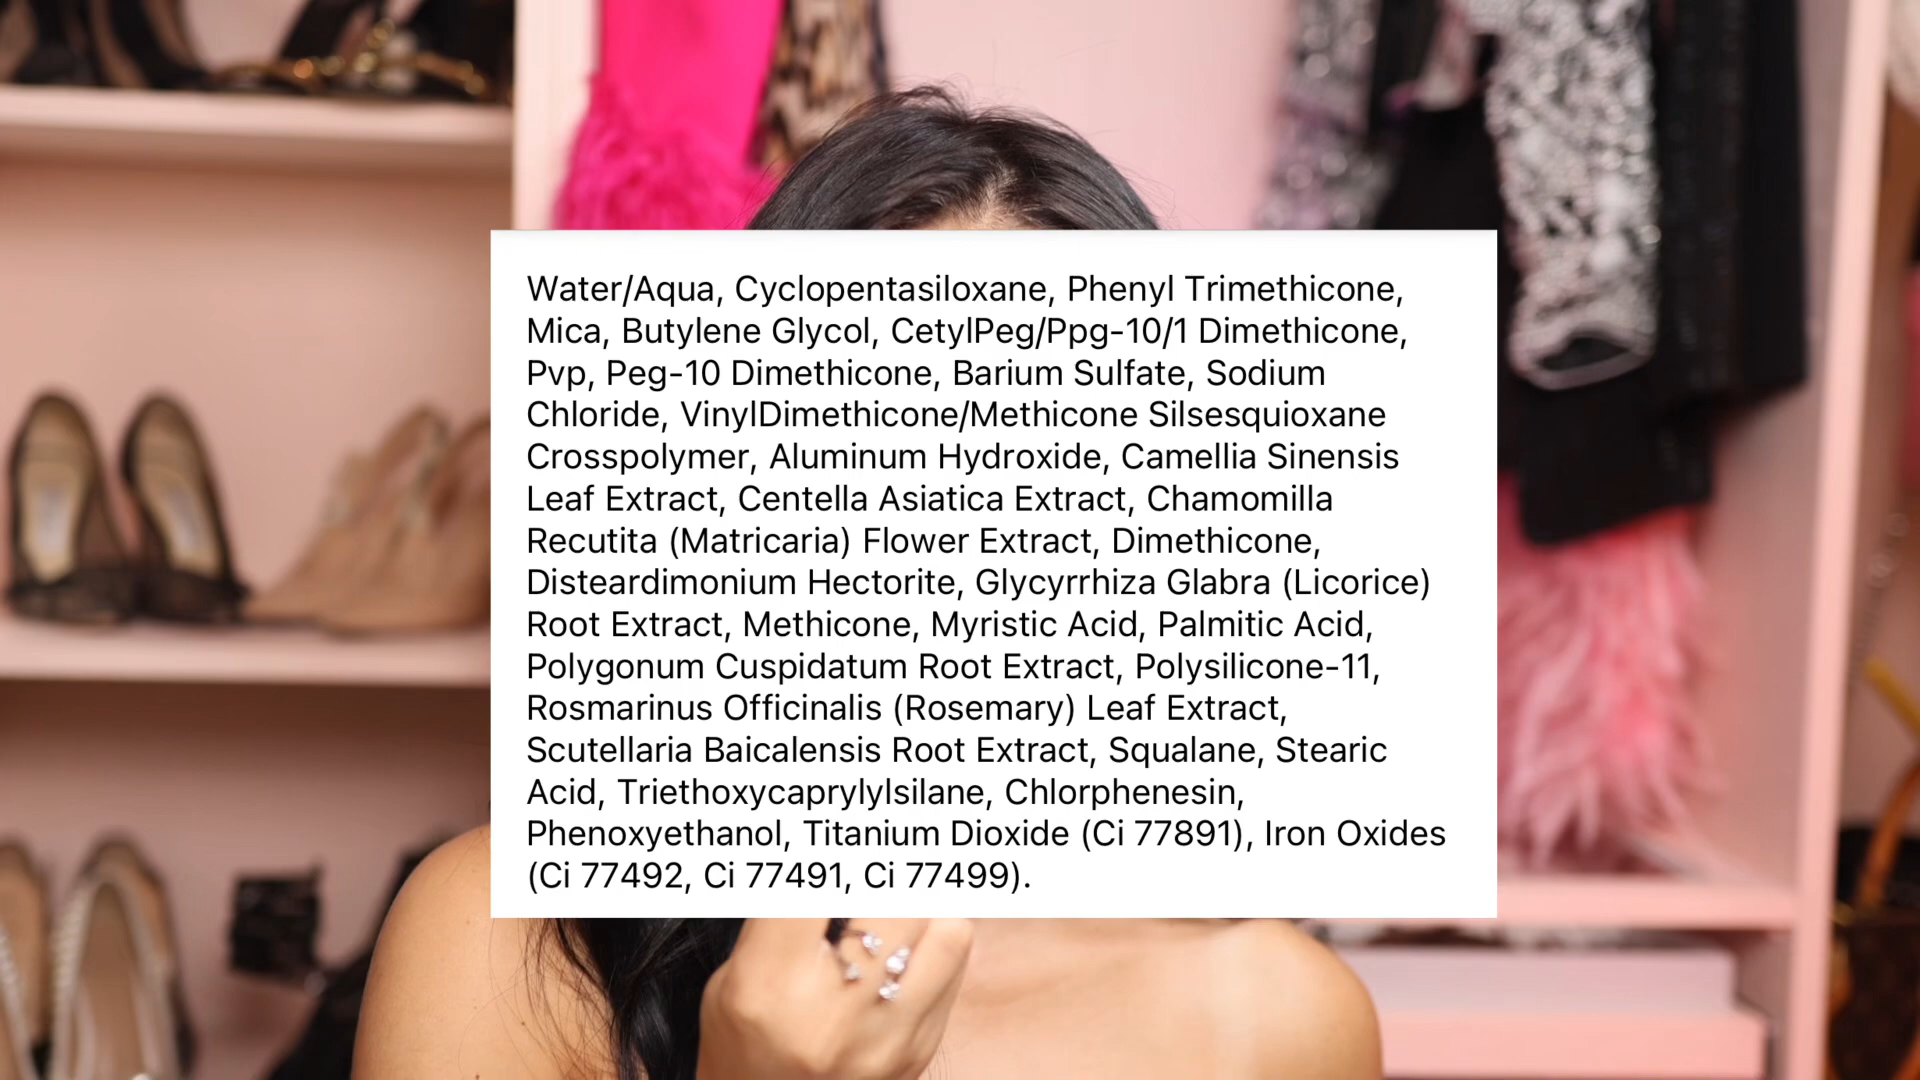 Water/Aqua, Cyclopentasiloxane, Phenyl Trimethicone,
Mica, Butylene Glycol, CetylPeg/Ppg-10/1 Dimethicone,
Pvp, Peg-10 Dimethicone, Barium Sulfate, Sodium
Chloride, VinylDimethicone/Methicone Silsesquioxane
Crosspolymer, Aluminum Hydroxide, Camellia Sinensis
Leaf Extract, Centella Asiatica Extract, Chamomilla
Recutita (Matricaria) Flower Extract, Dimethicone,
Disteardimonium Hectorite, Glycyrrhiza Glabra (Licorice)
Root Extract, Methicone, Myristic Acid, Palmitic Acid,
Polygonum Cuspidatum Root Extract, Polysilicone-11,
Rosmarinus Officinalis (Rosemary) Leaf Extract,
Scutellaria Baicalensis Root Extract, Squalane, Stearic
Acid, Triethoxycaprylylsilane, Chlorphenesin,
Phenoxyethanol, Titanium Dioxide (Ci 77891), Iron Oxides
(Ci 77492, Ci 77491, Ci 77499).